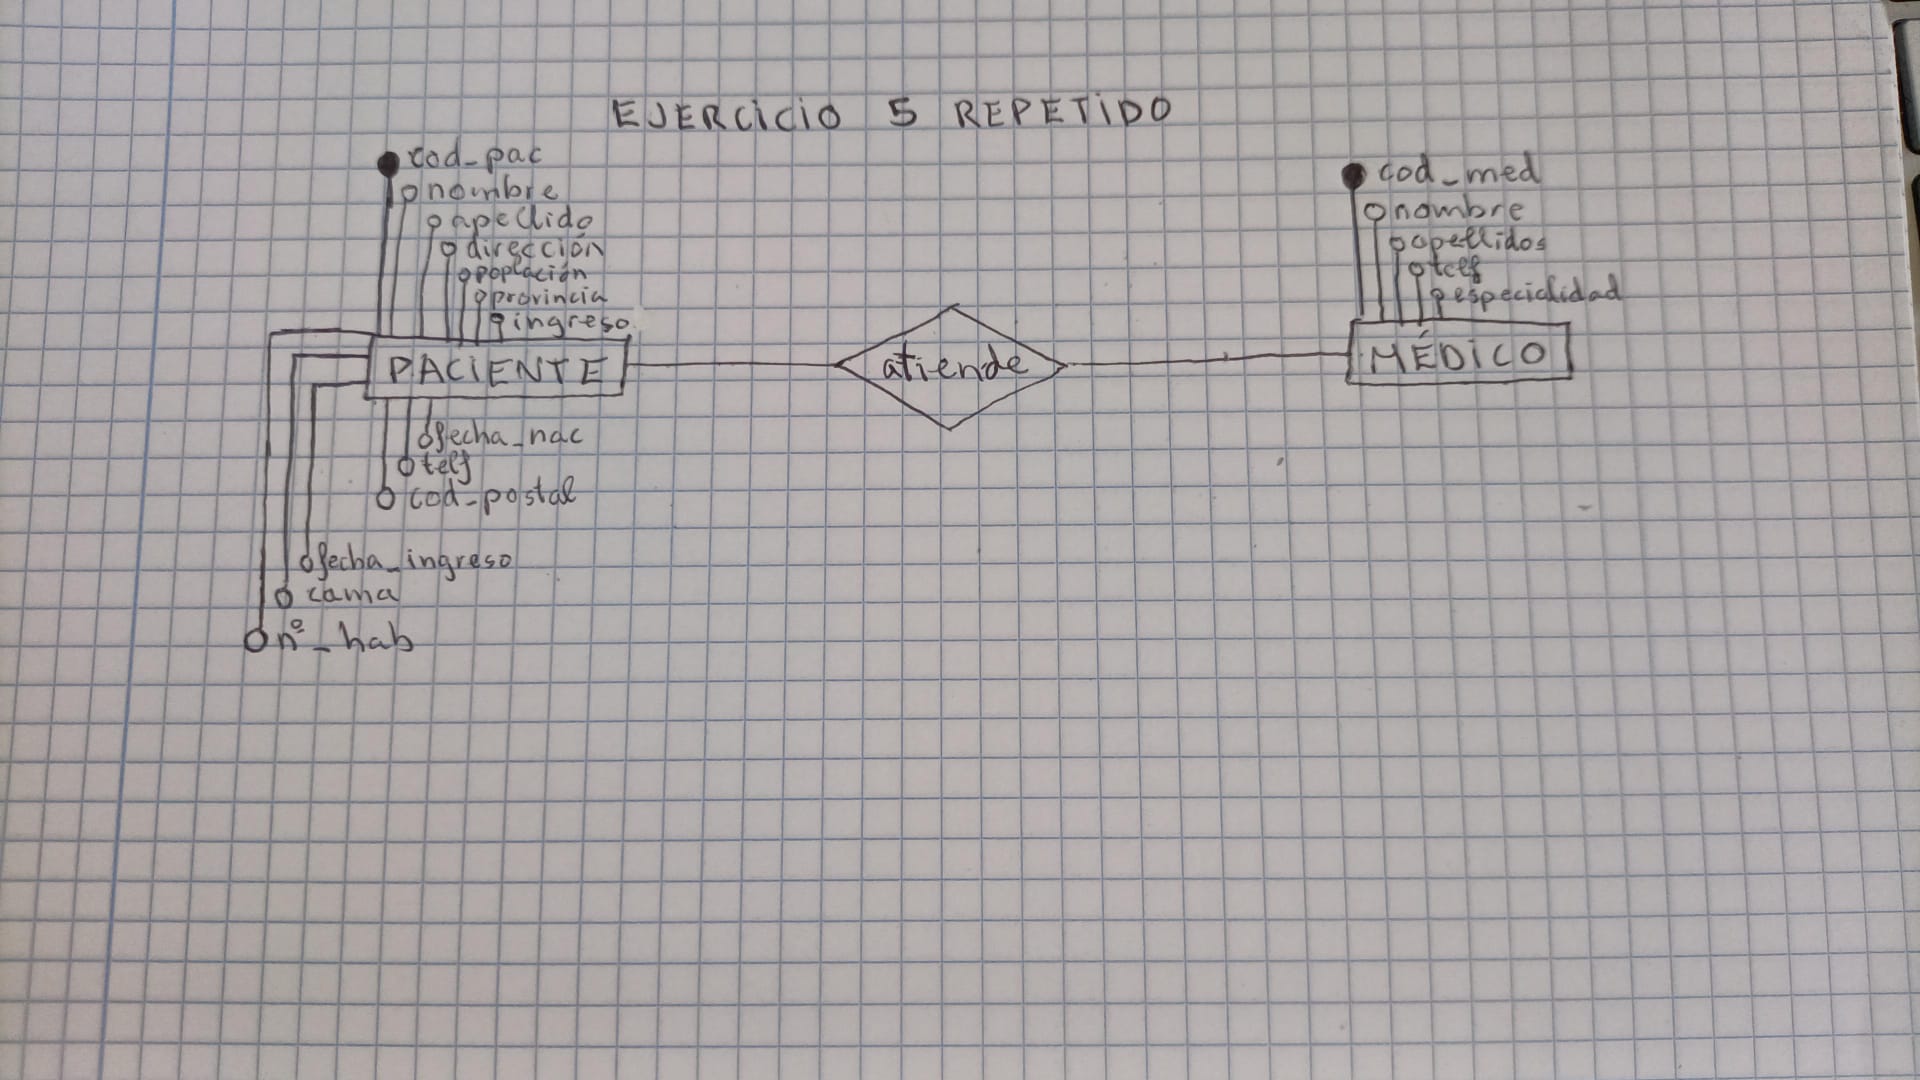 EJERCICIO 5 REPETIDO
cod_pac
nombre
apellido
dirección
poplación
provincia
ingreso
PACIENTE
fecha_nac
telf
cod_postal
fecha_ingreso
cama
nº_hab
atiende
cod_med
nombre
apellidos
telf
especialidad
MÉDICO